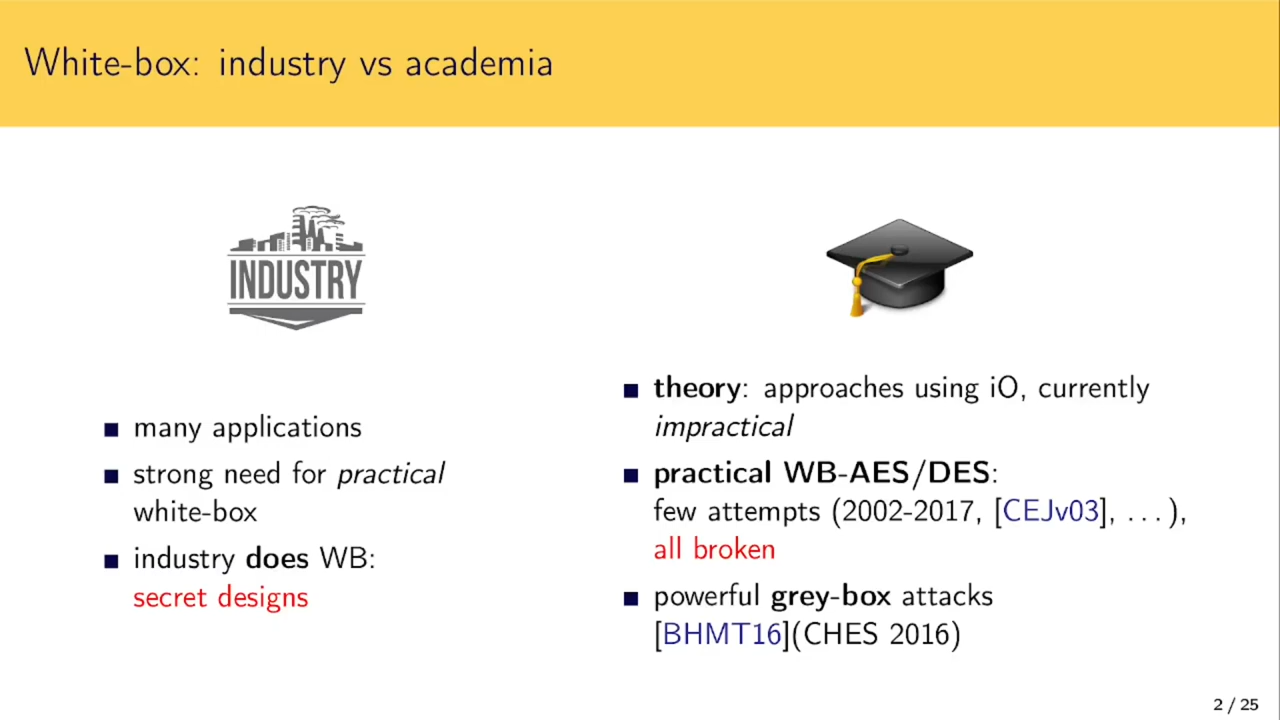 White-box: industry vs academia
INDUSTRY
many applications
strong need for practical
white-box
industry does WB:
secret designs
theory: approaches using iO, currently
impractical
practical WB-AES/DES:
few attempts (2002-2017, [CEJv03], ...),
all broken
powerful grey-box attacks
[BHMT16](CHES 2016)
2 / 25